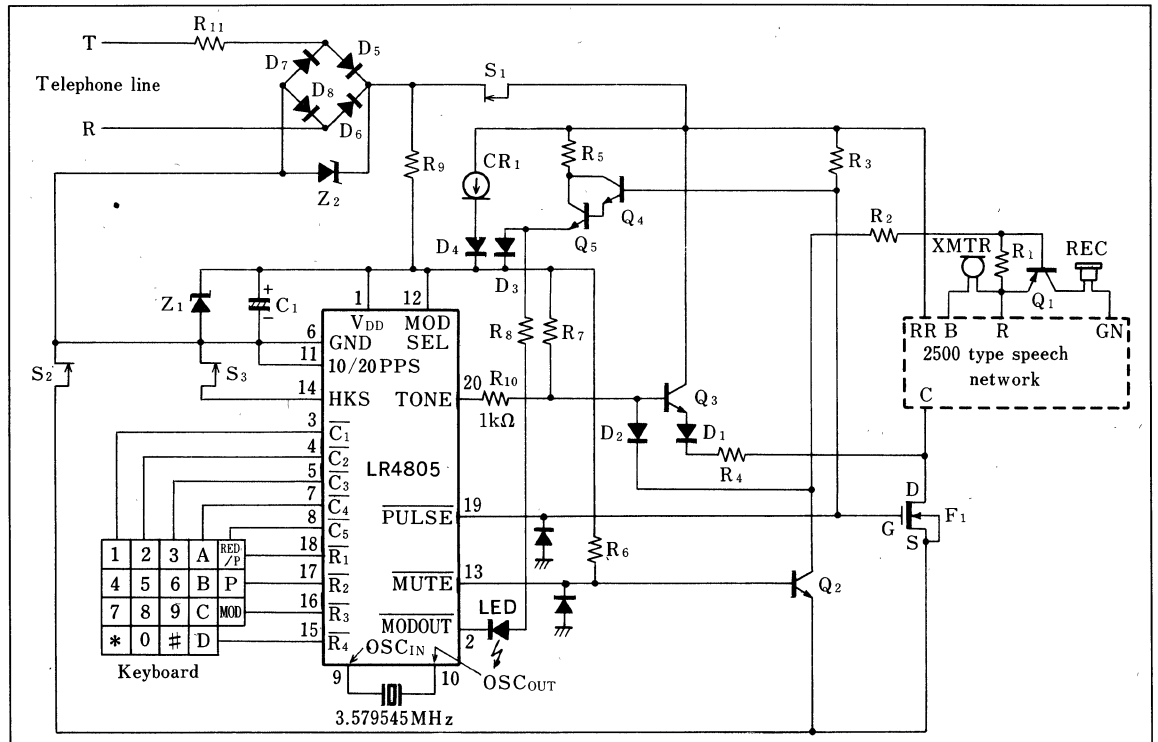 T
R11
D7
D5
Telephone line
D8
D6
R
Z2
S1
R9
CR1
R5
Q4
Q5
D4
D3
R3
R2
XMTR
R1
REC
Q1
RR B R GN
2500 type speech
network
C
Z1
+
−
C1
1
12
VDD
MOD
SEL
R8
R7
6
GND
11
10/20PPS
S2
S3
14
HKS
TONE
20
R10
1kΩ
Q3
D2
D1
R4
3
C1
4
C2
5
C3
7
C4
8
C5
LR4805
PULSE
19
D
G
S
F1
18
R1
17
R2
16
R3
15
R4
R6
MUTE
13
Q2
LED
MODOUT
2
1 2 3 A RED/P
4 5 6 B P
7 8 9 C MOD
* 0 # D
Keyboard
OSCIN
OSCOUT
9
10
3.579545MHz